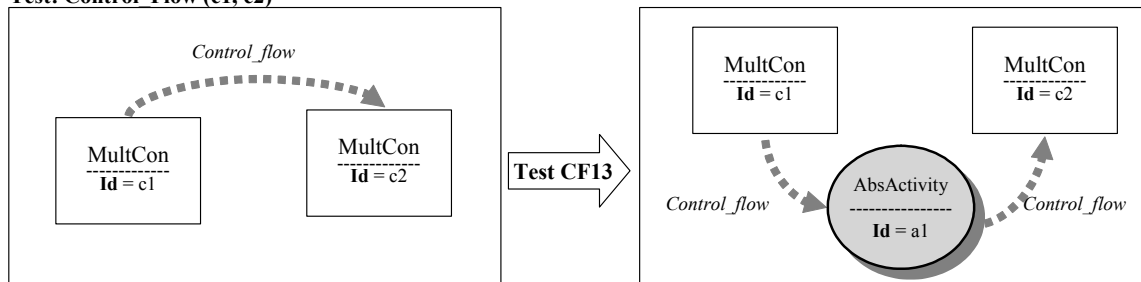 Test: Control_Flow (c1, c2)
Control_flow
MultCon
---------------
Id = c1
MultCon
---------------
Id = c2
Test CF13
MultCon
---------------
Id = c1
MultCon
---------------
Id = c2
Control_flow
AbsActivity
----------------
Id = a1
Control_flow